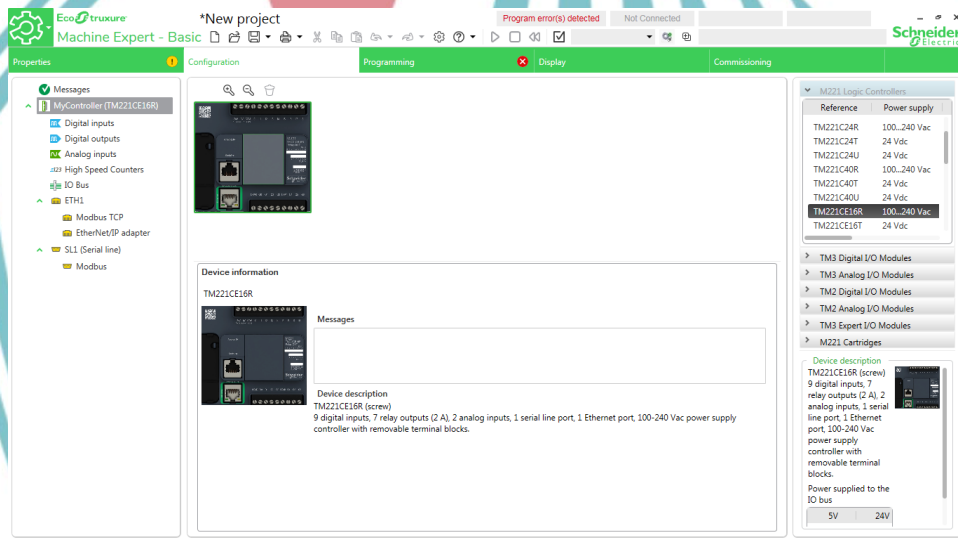 EcoStruxure
Machine Expert - Basic
*New project
Program error(s) detected
Not Connected
Schneider
Electric
Properties
Configuration
Programming
Display
Commissioning
Messages
MyController (TM221CE16R)
Digital inputs
Digital outputs
Analog inputs
High Speed Counters
IO Bus
ETH1
Modbus TCP
EtherNet/IP adapter
SL1 (Serial line)
Modbus
Device information
TM221CE16R
Messages
Device description
TM221CE16R (screw)
9 digital inputs, 7 relay outputs (2 A), 2 analog inputs, 1 serial line port, 1 Ethernet port, 100-240 Vac power supply
controller with removable terminal blocks.
M221 Logic Controllers
Reference Power supply
TM221C24R 100...240 Vac
TM221C24T 24 Vdc
TM221C24U 24 Vdc
TM221C40R 100...240 Vac
TM221C40T 24 Vdc
TM221C40U 24 Vdc
TM221CE16R 100...240 Vac
TM221CE16T 24 Vdc
TM3 Digital I/O Modules
TM3 Analog I/O Modules
TM2 Digital I/O Modules
TM2 Analog I/O Modules
TM3 Expert I/O Modules
M221 Cartridges
Device description
TM221CE16R (screw)
9 digital inputs, 7
relay outputs (2 A), 2
analog inputs, 1 serial
line port, 1 Ethernet
port, 100-240 Vac
power supply
controller with
removable terminal
blocks.
Power supplied to the
IO bus
5V 24V